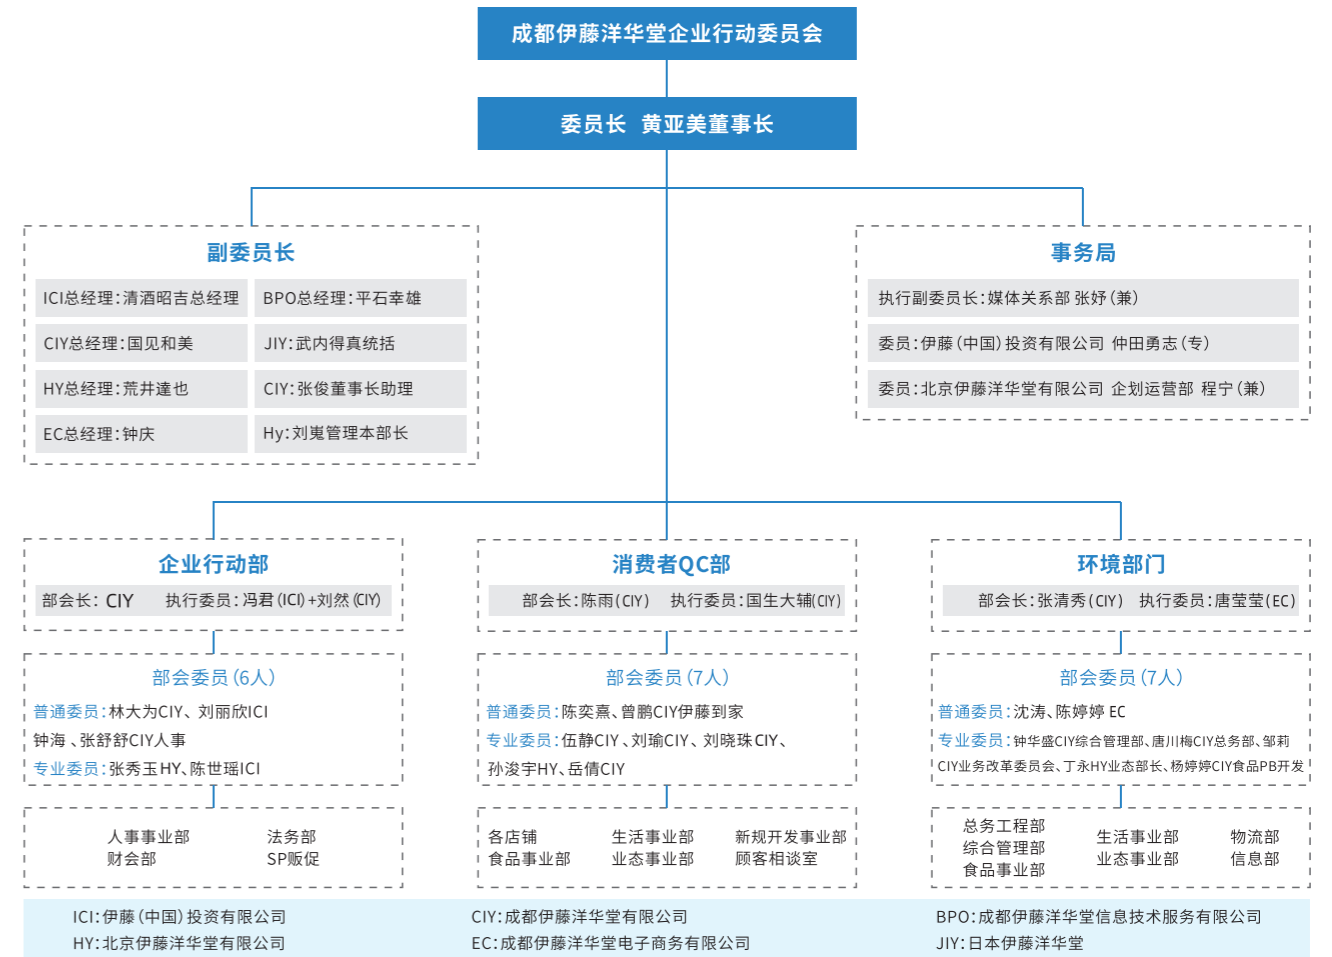 成都伊藤洋华堂企业行动委员会
委员长 黄亚美董事长
副委员长
ICI总经理：清酒昭吉总经理
BPO总经理：平石幸雄
CIY总经理：国见和美
JIY：武内得真统括
HY总经理：荒井達也
CIY：张俊董事长助理
EC总经理：钟庆
Hy：刘嵬管理本部长
事务局
执行副委员长：媒体关系部 张妤（兼）
委员：伊藤（中国）投资有限公司 仲田勇志（专）
委员：北京伊藤洋华堂有限公司 企划运营部 程宁（兼）
企业行动部
部会长： CIY 执行委员：冯君（ICI）+刘然（CIY）
部会委员（6人）
普通委员：林大为CIY、 刘丽欣ICI
钟海 、张舒舒CIY人事
专业委员：张秀玉HY、陈世瑶ICI
人事事业部 法务部
财会部 SP贩促
消费者QC部
部会长：陈雨（CIY） 执行委员：国生大辅（CIY）
部会委员（7人）
普通委员：陈奕熹、曾鹏CIY伊藤到家
专业委员：伍静CIY 、刘瑜CIY 、 刘晓珠CIY 、
孙浚宇HY、岳倩CIY
各店铺 生活事业部 新规开发事业部
食品事业部 业态事业部 顾客相谈室
环境部门
部会长：张清秀（CIY） 执行委员：唐莹莹（EC）
部会委员（7人）
普通委员：沈涛、陈婷婷 EC
专业委员：钟华盛CIY综合管理部、唐川梅CIY总务部、邹莉
CIY业务改革委员会、丁永HY业态部长、杨婷婷CIY食品PB开发
总务工程部
综合管理部
食品事业部
生活事业部 物流部
业态事业部 信息部
ICI：伊藤（中国）投资有限公司 CIY：成都伊藤洋华堂有限公司 BPO：成都伊藤洋华堂信息技术服务有限公司
HY：北京伊藤洋华堂有限公司 EC：成都伊藤洋华堂电子商务有限公司 JIY：日本伊藤洋华堂